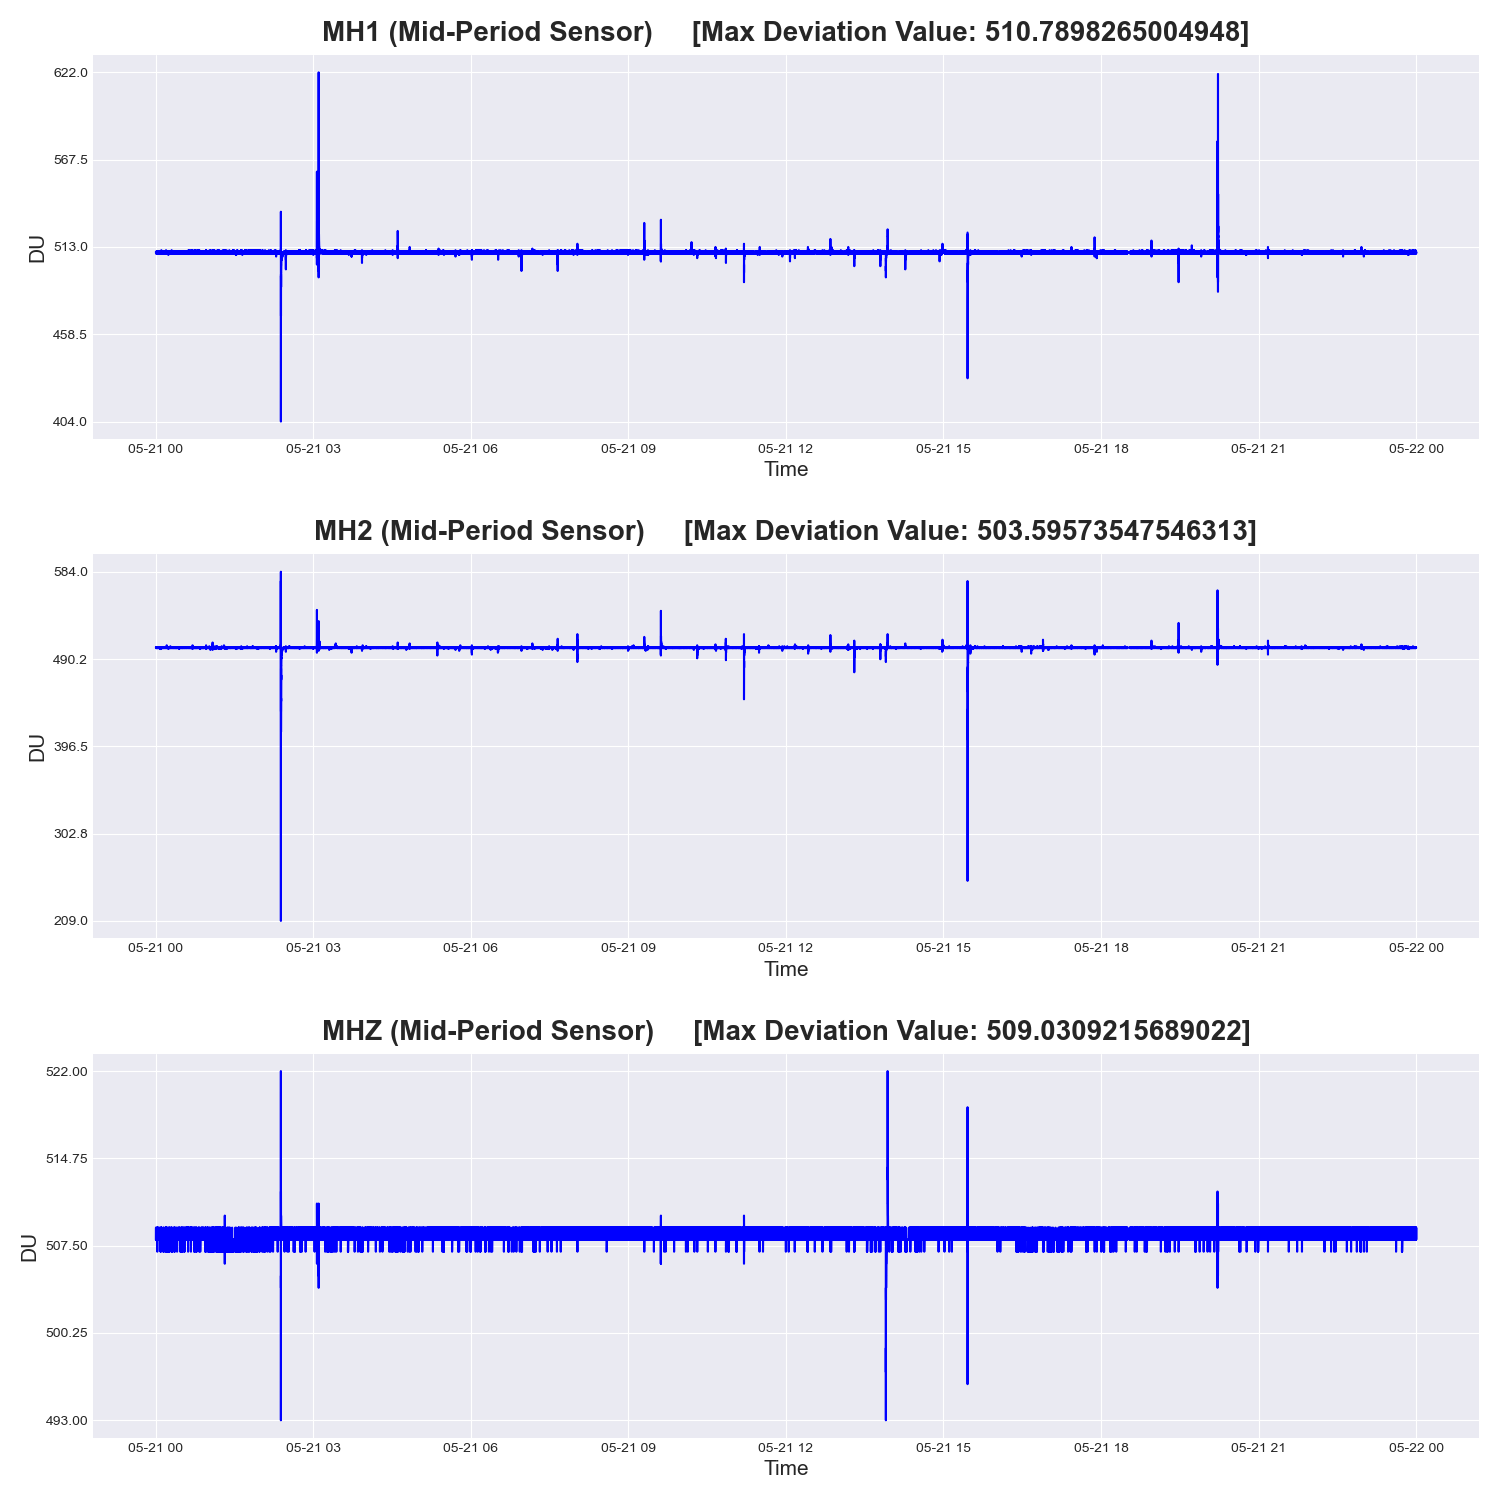 MH1 (Mid-Period Sensor) [Max Deviation Value: 510.7898265004948]
622.0
567.5
513.0
458.5
404.0
DU
05-21 00 05-21 03 05-21 06 05-21 09 05-21 12 05-21 15 05-21 18 05-21 21 05-22 00
Time
MH2 (Mid-Period Sensor) [Max Deviation Value: 503.59573547546313]
584.0
490.2
396.5
302.8
209.0
DU
05-21 00 05-21 03 05-21 06 05-21 09 05-21 12 05-21 15 05-21 18 05-21 21 05-22 00
Time
MHZ (Mid-Period Sensor) [Max Deviation Value: 509.0309215689022]
522.00
514.75
507.50
500.25
493.00
DU
05-21 00 05-21 03 05-21 06 05-21 09 05-21 12 05-21 15 05-21 18 05-21 21 05-22 00
Time